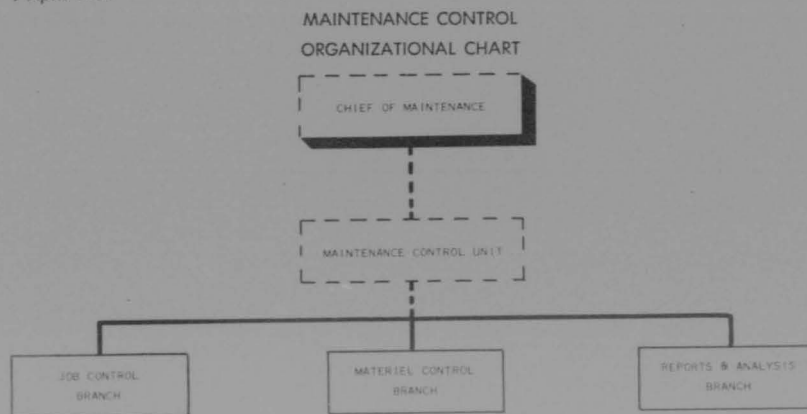 MAINTENANCE CONTROL
ORGANIZATIONAL CHART
CHIEF OF MAINTENANCE
MAINTENANCE CONTROL UNIT
JOB CONTROL
BRANCH
MATERIEL CONTROL
BRANCH
REPORTS & ANALYSIS
BRANCH